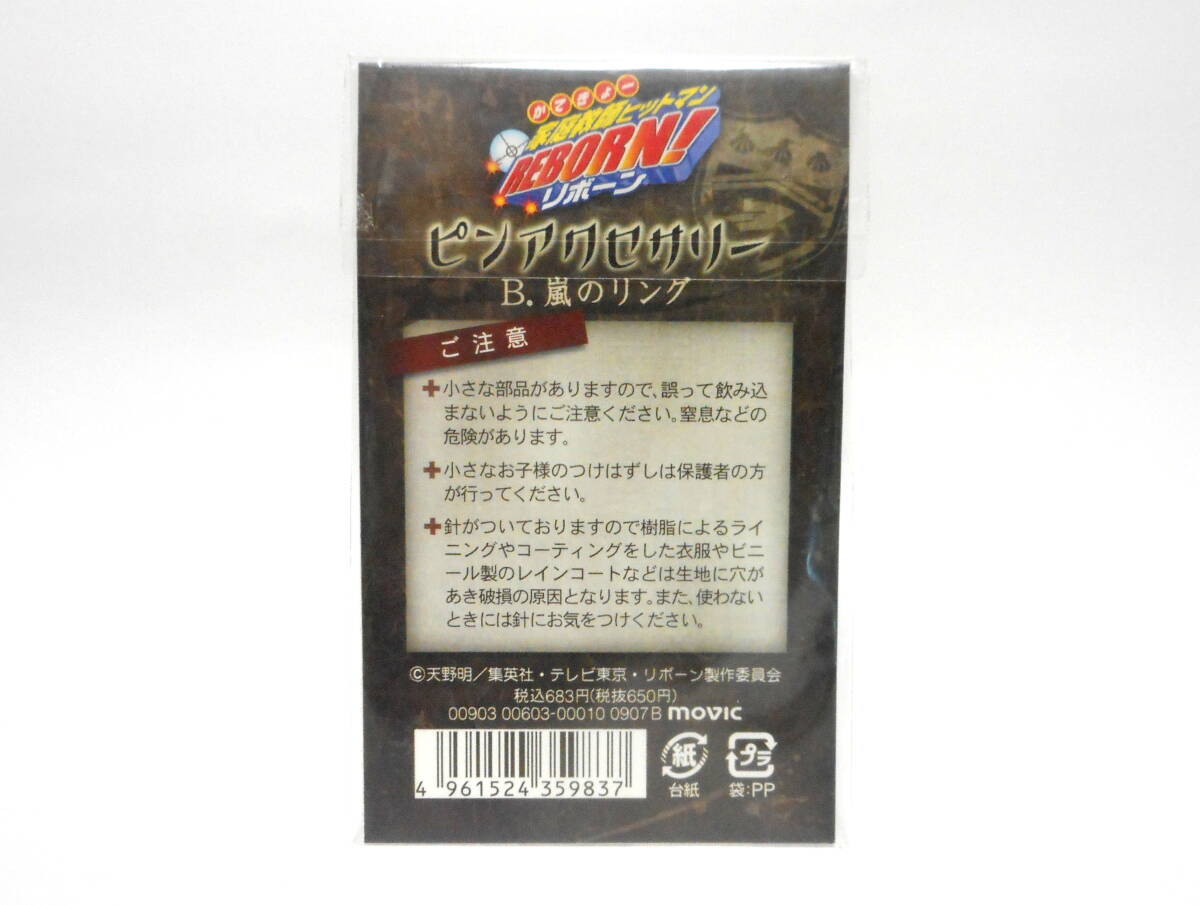 かてきょー
家庭教師ヒットマン
REBORN!
リボーン
ピンアクセサリー
B. 嵐のリング
ご注意
小さな部品がありますので、誤って飲み込
まないようにご注意ください。窒息などの
危険があります。
小さなお子様のつけはずしは保護者の方
が行ってください。
針がついておりますので樹脂によるライ
ニングやコーティングをした衣服やビニ
ール製のレインコートなどは生地に穴が
あき破損の原因となります。また、使わない
ときには針にお気をつけください。
©天野明／集英社・テレビ東京・リボーン製作委員会
税込683円(税抜650円)
00903 00603-00010 0907B movic
4 961524 359837
紙
台紙
プラ
袋:PP